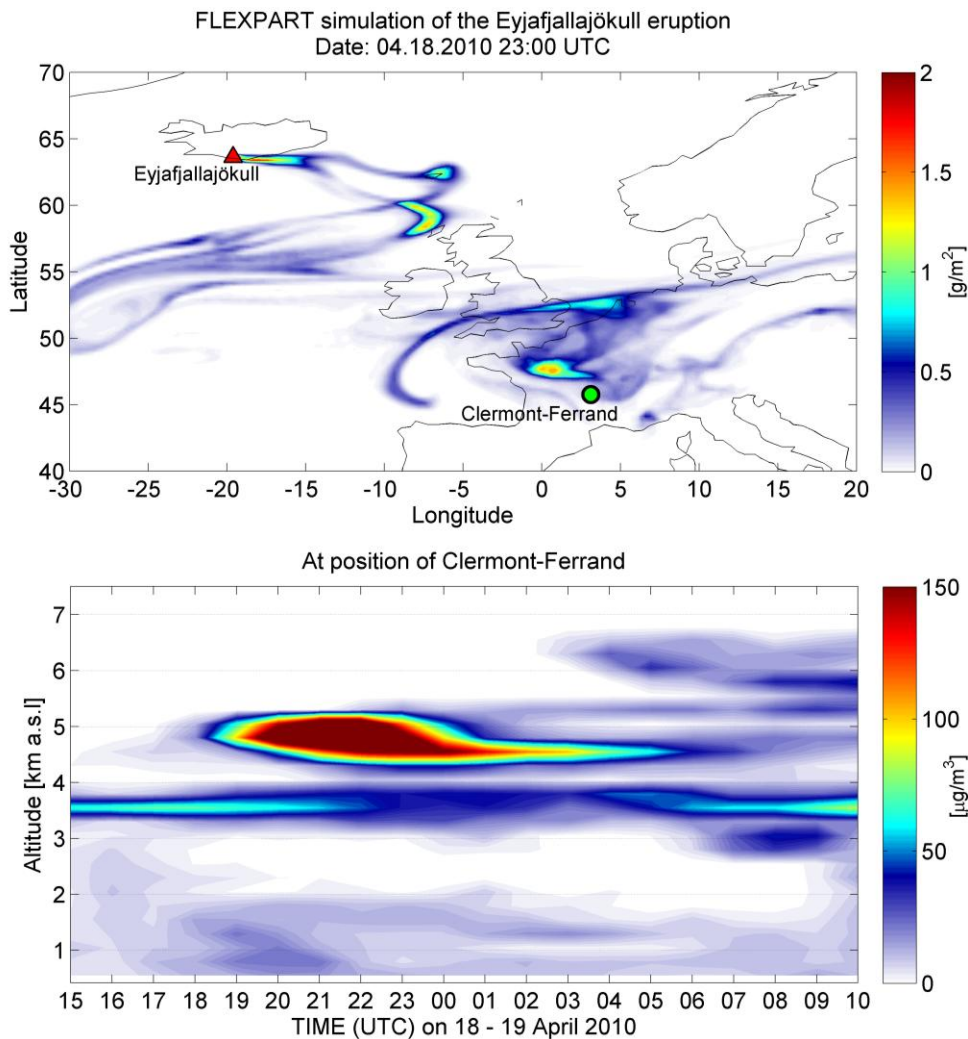 FLEXPART simulation of the Eyjafjallajökull eruption
Date: 04.18.2010 23:00 UTC
70
65
60
55
50
45
40
Latitude
Eyjafjallajökull
Clermont-Ferrand
-30 -25 -20 -15 -10 -5 0 5 10 15 20
Longitude
2
1.5
1
0.5
0
[g/m²]
At position of Clermont-Ferrand
7
6
5
4
3
2
1
Altitude [km a.s.l]
15 16 17 18 19 20 21 22 23 00 01 02 03 04 05 06 07 08 09 10
TIME (UTC) on 18 - 19 April 2010
150
100
50
0
[µg/m³]